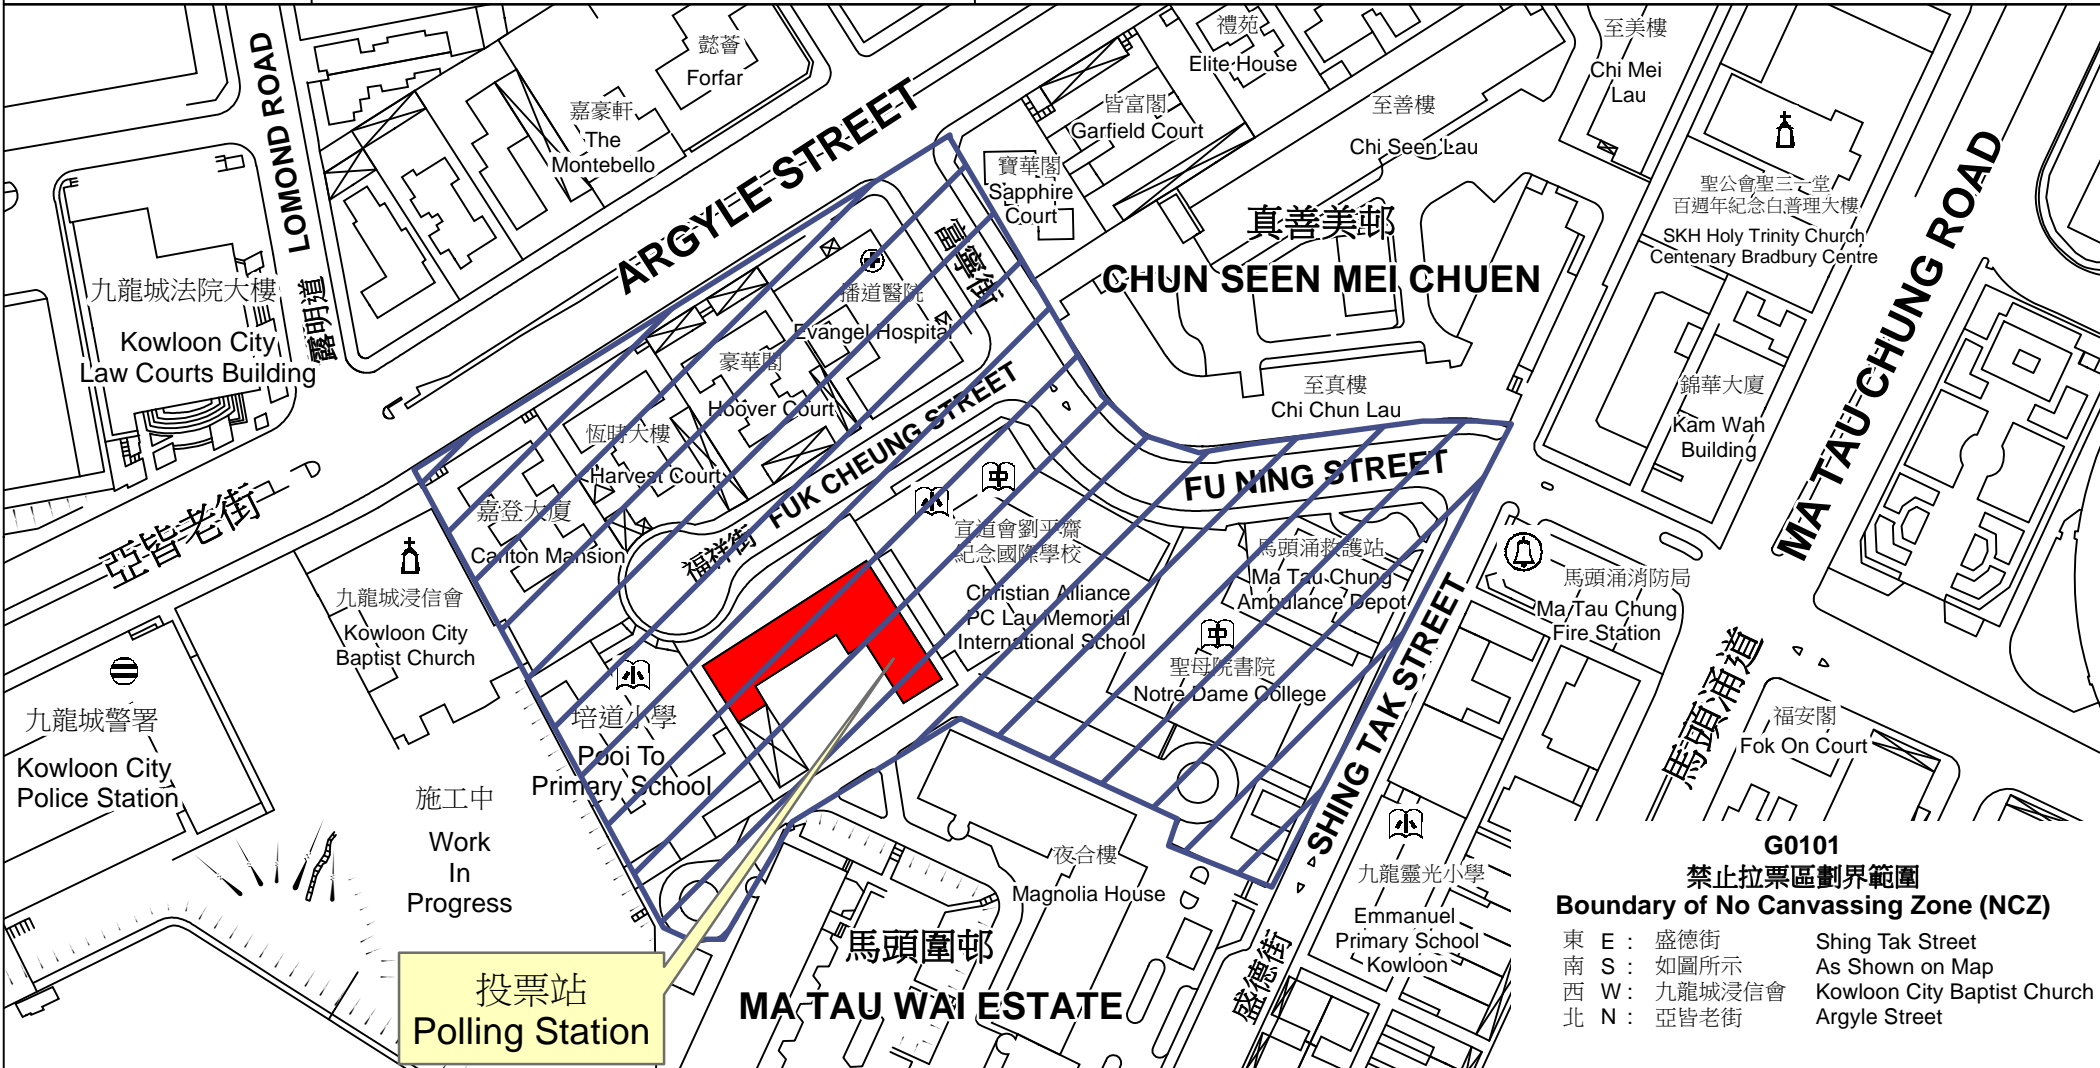 LOMOND ROAD
露明道
懿薈
Forfar
嘉豪軒
The
Montebello
ARGYLE STREET
亞皆老街
禮苑
Elite House
皆富閣
Garfield Court
寶華閣
Sapphire
Court
至善樓
Chi Seen Lau
至美樓
Chi Mei
Lau
聖公會聖三一堂
百週年紀念白普理大樓
SKH Holy Trinity Church
Centenary Bradbury Centre
真善美邨
CHUN SEEN MEI CHUEN
MA TAU CHUNG ROAD
馬頭涌道
九龍城法院大樓
Kowloon City
Law Courts Building
播道醫院
Evangel Hospital
富寧街
豪華閣
Hoover Court
恆時大樓
Harvest Court
嘉登大廈
Carlton Mansion
福祥街 FUK CHEUNG STREET
至真樓
Chi Chun Lau
錦華大廈
Kam Wah
Building
FU NING STREET
小
中
宣道會劉平齋
紀念國際學校
Christian Alliance
PC Lau Memorial
International School
馬頭涌救護站
Ma Tau Chung
Ambulance Depot
中
聖母院書院
Notre Dame College
馬頭涌消防局
Ma Tau Chung
Fire Station
SHING TAK STREET
盛德街
九龍城浸信會
Kowloon City
Baptist Church
九龍城警署
Kowloon City
Police Station
小
培道小學
Pooi To
Primary School
施工中
Work
In
Progress
福安閣
Fok On Court
夜合樓
Magnolia House
小
九龍靈光小學
Emmanuel
Primary School
Kowloon
馬頭圍邨
MA TAU WAI ESTATE
投票站
Polling Station
G0101
禁止拉票區劃界範圍
Boundary of No Canvassing Zone (NCZ)
東 E : 盛德街 Shing Tak Street
南 S : 如圖所示 As Shown on Map
西 W : 九龍城浸信會 Kowloon City Baptist Church
北 N : 亞皆老街 Argyle Street